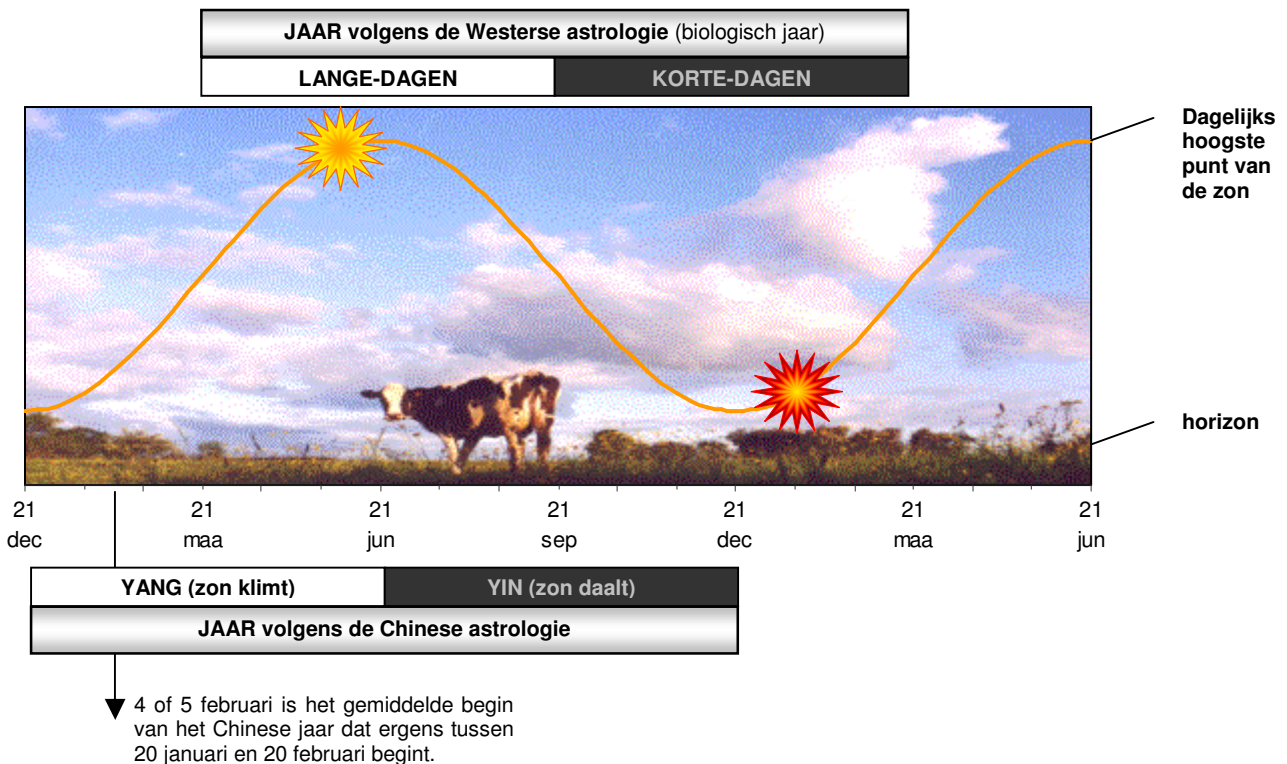 JAAR volgens de Westerse astrologie (biologisch jaar)
LANGE-DAGEN
KORTE-DAGEN
Dagelijks
hoogste
punt van
de zon
horizon
21 21 21 21 21 21 21
dec maa jun sep dec maa jun
YANG (zon klimt)
YIN (zon daalt)
JAAR volgens de Chinese astrologie
4 of 5 februari is het gemiddelde begin
van het Chinese jaar dat ergens tussen
20 januari en 20 februari begint.